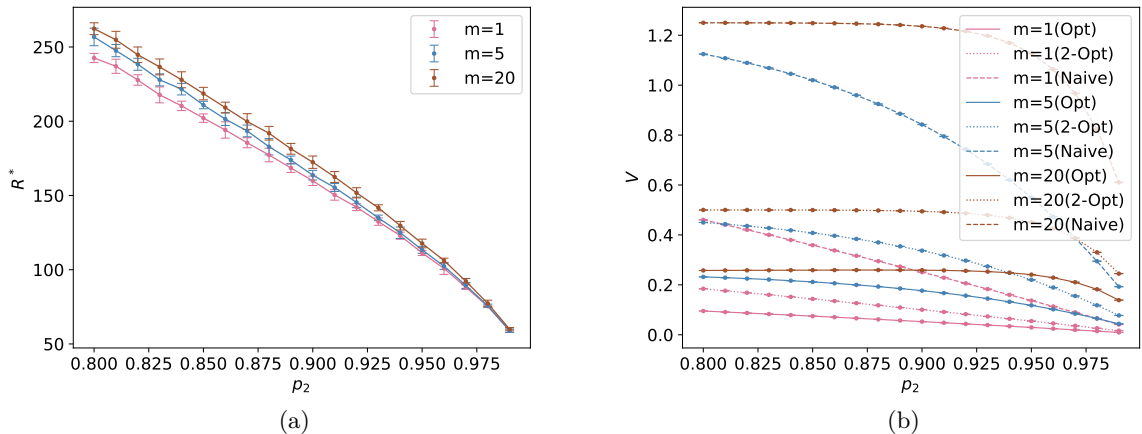 m=1
m=5
m=20
250
200
150
100
50
R*
0.800 0.825 0.850 0.875 0.900 0.925 0.950 0.975
p2
(a)
m=1(Opt)
m=1(2-Opt)
m=1(Naive)
m=5(Opt)
m=5(2-Opt)
m=5(Naive)
m=20(Opt)
m=20(2-Opt)
m=20(Naive)
1.2
1.0
0.8
0.6
0.4
0.2
0.0
V
0.800 0.825 0.850 0.875 0.900 0.925 0.950 0.975
p2
(b)